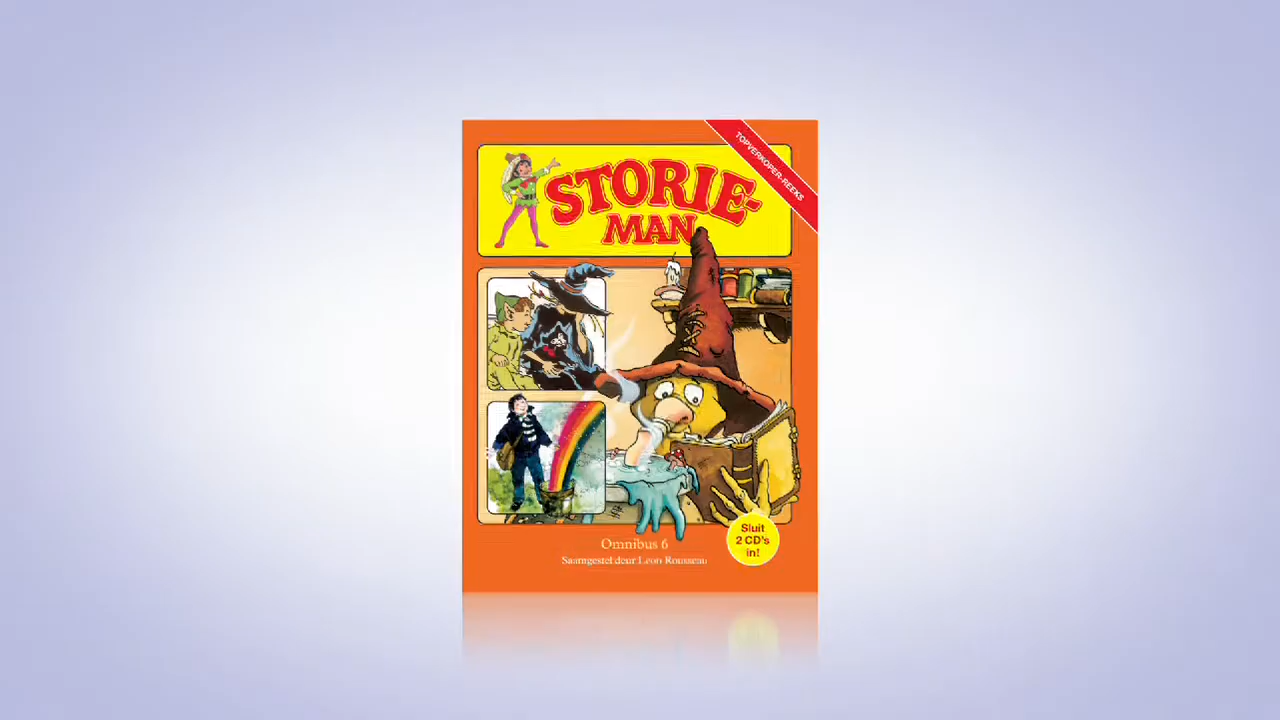 TOPVERKOPER-REEKS
STORIE-
MAN
Omnibus 6
Saamgestel deur Leon Rousseau
Sluit
2 CD's
in!